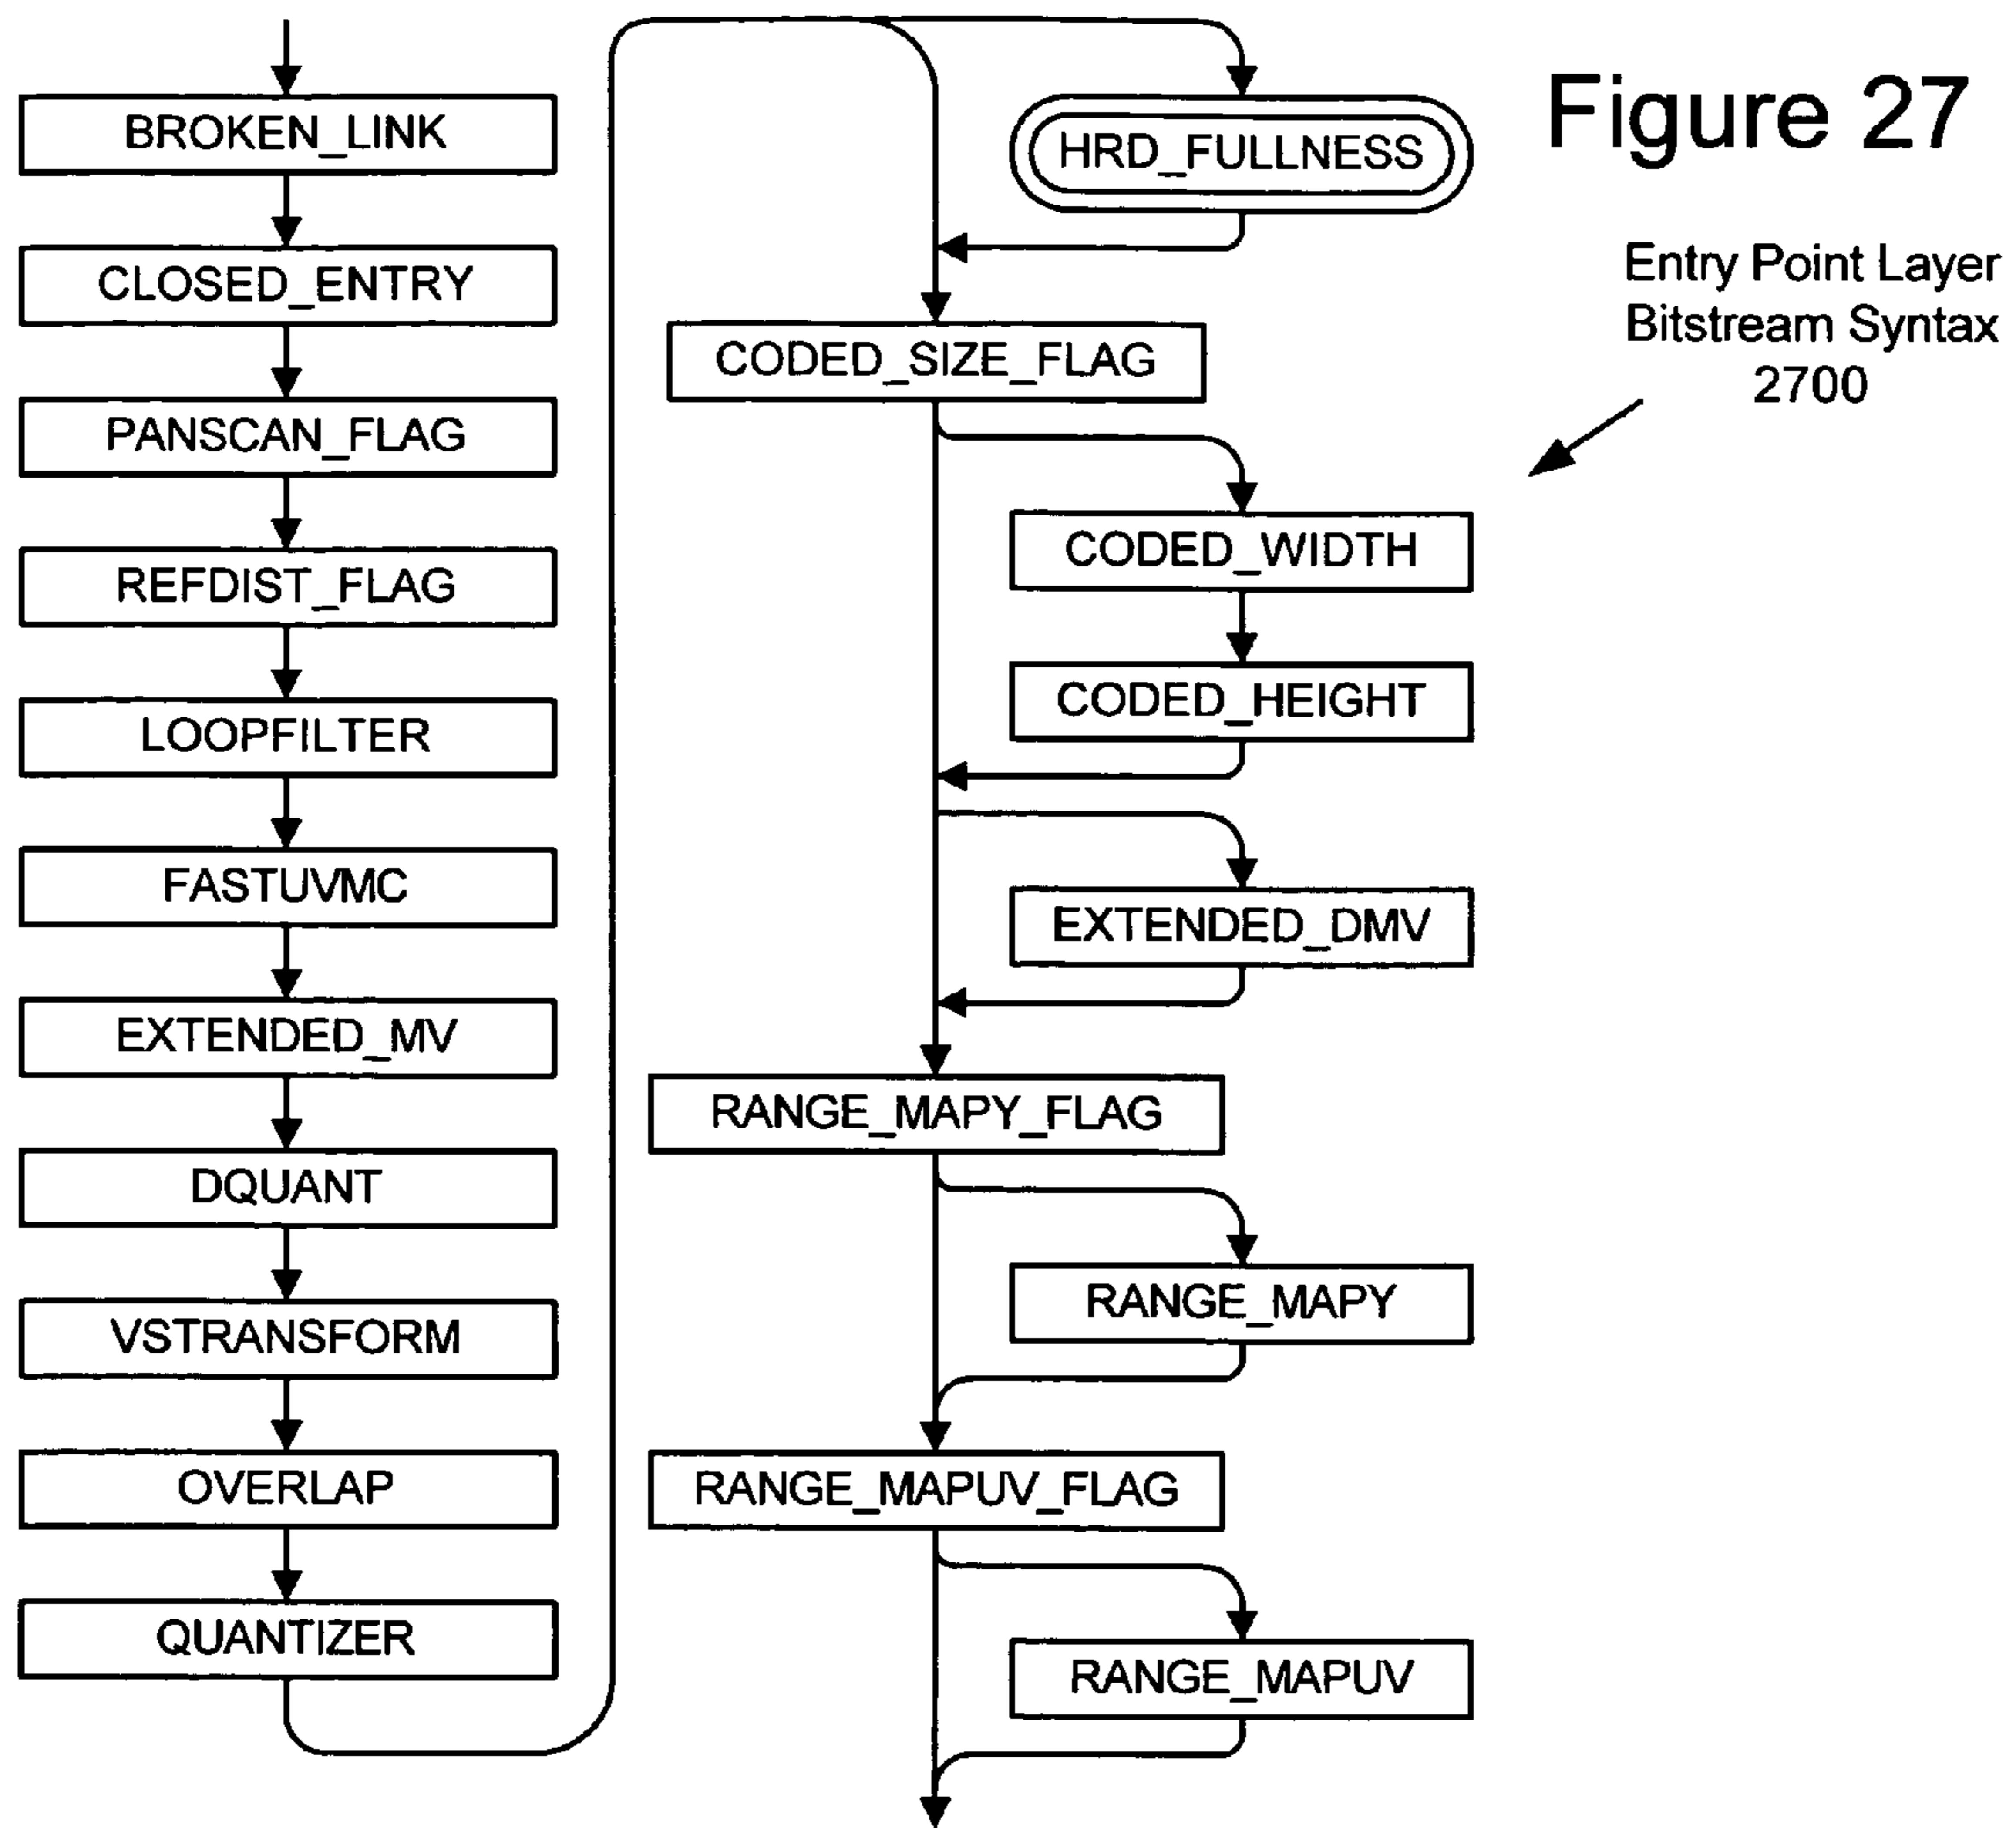 BROKEN_LINK
CLOSED_ENTRY
PANSCAN_FLAG
REFDIST_FLAG
LOOPFILTER
FASTUVMC
EXTENDED_MV
DQUANT
VSTRANSFORM
OVERLAP
QUANTIZER
HRD_FULLNESS
CODED_SIZE_FLAG
CODED_WIDTH
CODED_HEIGHT
EXTENDED_DMV
RANGE_MAPY_FLAG
RANGE_MAPY
RANGE_MAPUV_FLAG
RANGE_MAPUV
Figure 27
Entry Point Layer
Bitstream Syntax
2700